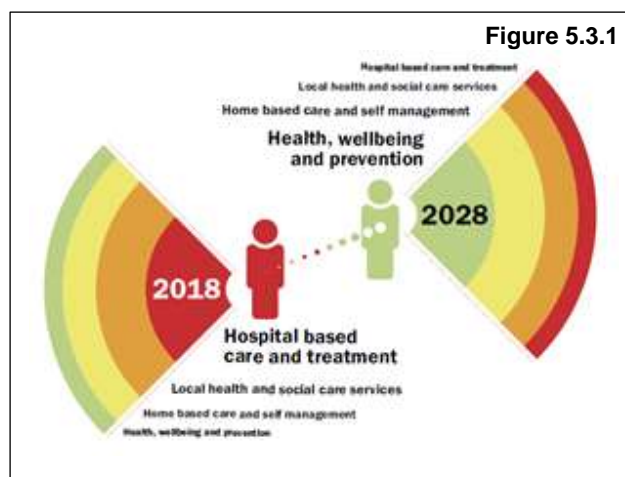 Figure 5.3.1
Hospital based care and treatment
Local health and social care services
Home based care and self management
Health, wellbeing
and prevention
2028
2018
Hospital based
care and treatment
Local health and social care services
Home based care and self management
Health, wellbeing and prevention